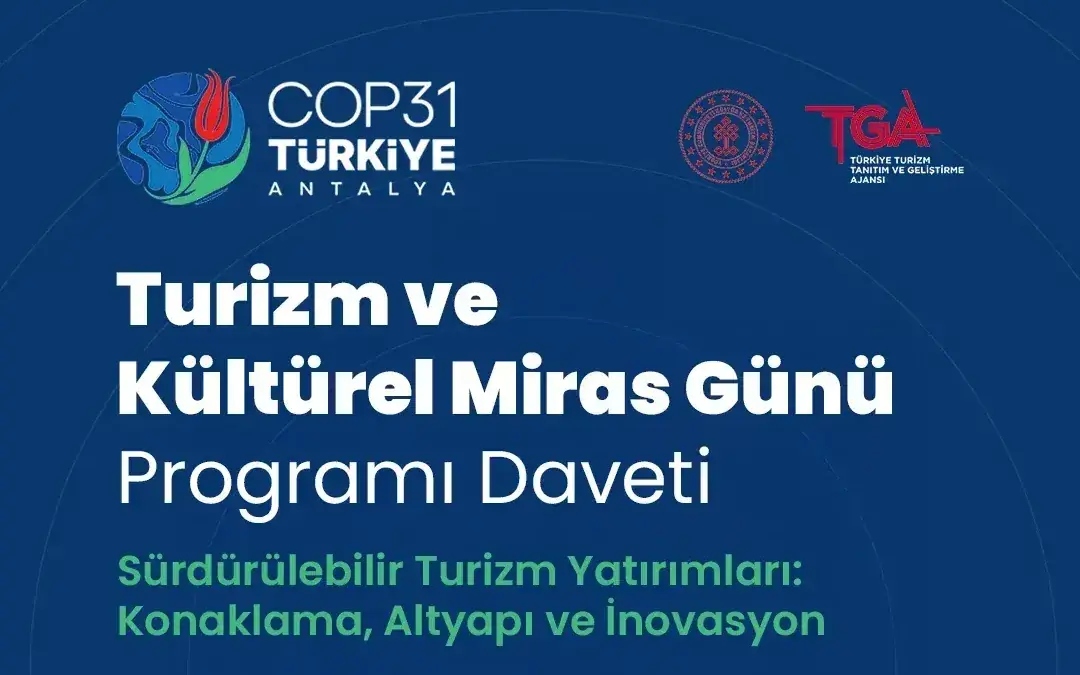 COP31
TÜRKİYE
ANTALYA
TGA
TÜRKİYE TURİZM
TANITIM VE GELİŞTİRME
AJANSI
Turizm ve
Kültürel Miras Günü
Programı Daveti
Sürdürülebilir Turizm Yatırımları:
Konaklama, Altyapı ve İnovasyon